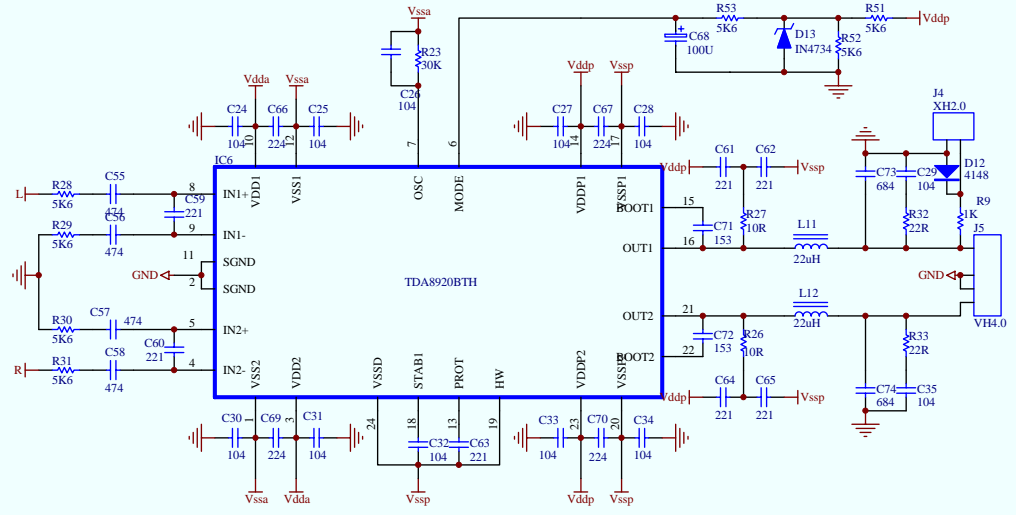 Vssa
R23
30K
C26
104
R53
5K6
R51
5K6
Vddp
C68
100U
D13
IN4734
R52
5K6
Vdda
Vssa
C24
104
C66
224
C25
104
10
12
7
6
Vddp
Vssp
C27
104
C67
224
C28
104
14
17
J4
XH2.0
D12
4148
R9
1K
J5
VH4.0
IC6
TDA8920BTH
VDD1
VSS1
OSC
MODE
VDDP1
VSSP1
L
R28
5K6
C55
474
C59
221
8
IN1+
R29
5K6
C56
474
9
IN1-
11
SGND
GND
2
SGND
R30
5K6
C57
474
5
IN2+
C60
221
R
R31
5K6
C58
474
4
IN2-
BOOT1
15
OUT1
16
OUT2
21
BOOT2
22
Vddp
C61
221
C62
221
Vssp
C71
153
R27
10R
L11
22uH
C73
684
C29
104
R32
22R
GND
L12
22uH
C72
153
R26
10R
R33
22R
C74
684
C35
104
Vddp
C64
221
C65
221
Vssp
VSS2
VDD2
VSSD
STAB1
PROT
HW
VDDP2
VSSP2
1
3
24
18
13
19
23
20
C30
104
C69
224
C31
104
Vssa
Vdda
C32
104
C63
221
Vssp
C33
104
C70
224
C34
104
Vddp
Vssp